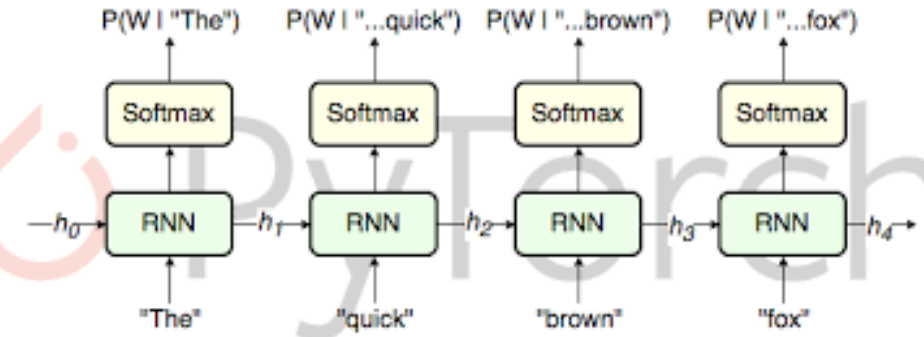 P(W | "The") P(W | "...quick") P(W | "...brown") P(W | "...fox")
Softmax Softmax Softmax Softmax
h0 RNN h1 RNN h2 RNN h3 RNN h4
"The" "quick" "brown" "fox"
PyTorch